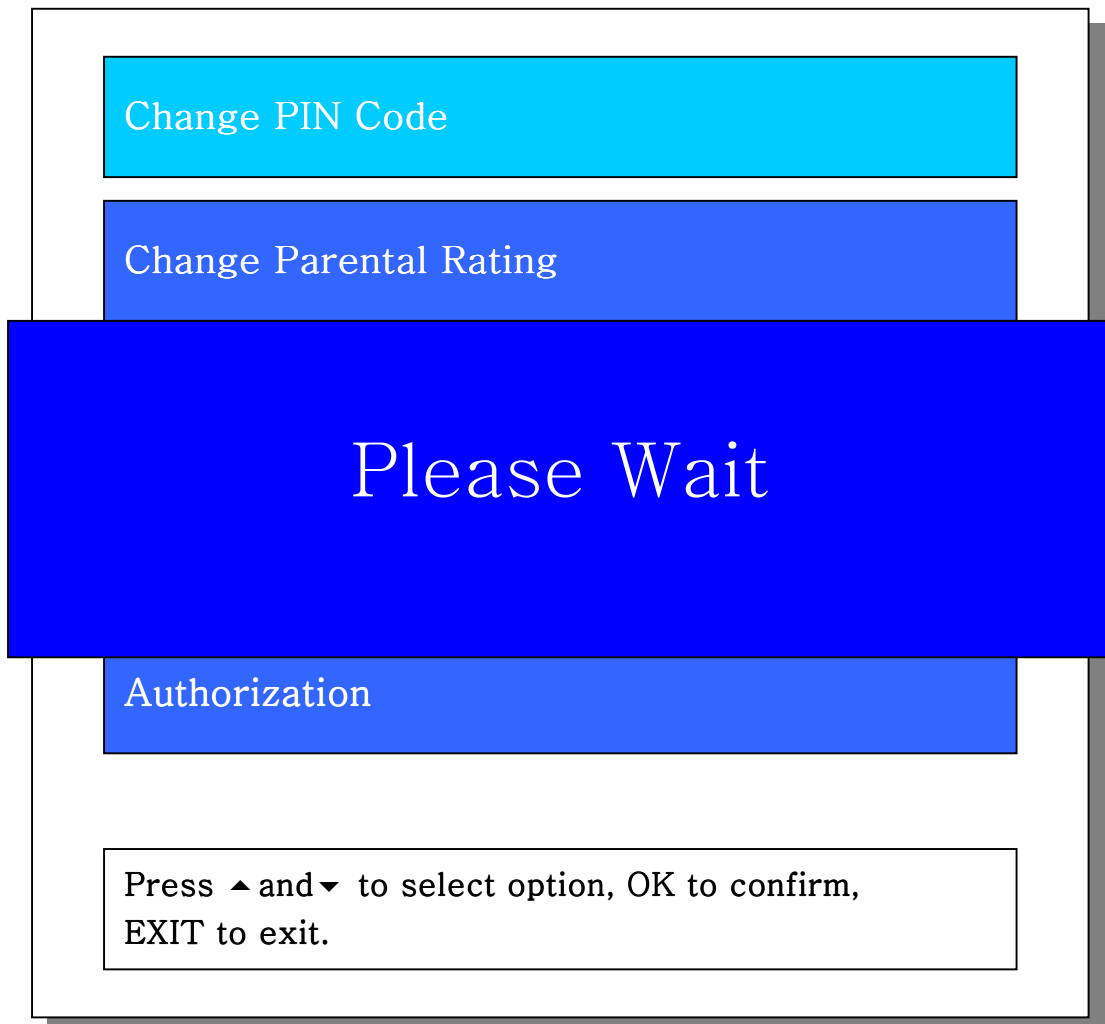 Change PIN Code
Change Parental Rating
Please Wait
Authorization
Press ▲ and ▼ to select option, OK to confirm,
EXIT to exit.